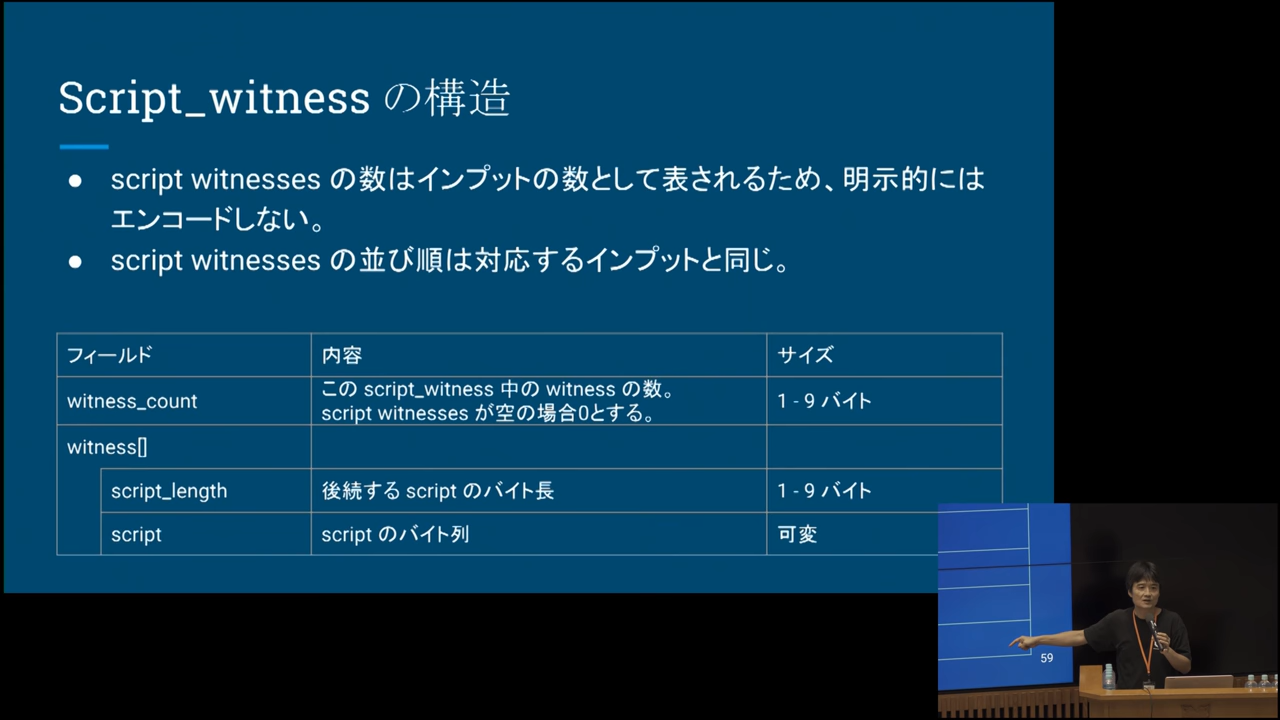 Script_witness の構造
● script witnesses の数はインプットの数として表されるため、明示的には
エンコードしない。
● script witnesses の並び順は対応するインプットと同じ。
フィールド 内容 サイズ
witness_count この script_witness 中の witness の数。 1 - 9 バイト
script witnesses が空の場合0とする。
witness[]
script_length 後続する script のバイト長 1 - 9 バイト
script script のバイト列 可変
59